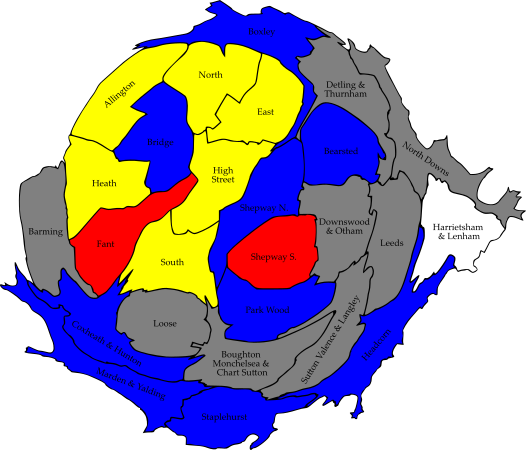 Boxley
North
Allington
Detling &
Thurnham
East
Bridge
Bearsted
North Downs
High
Street
Heath
Shepway N.
Downswood
& Otham
Harrietsham
& Lenham
Barming
Fant
Leeds
South
Shepway S.
Park Wood
Loose
Sutton Valence & Langley
Coxheath & Hunton
Boughton
Monchelsea &
Chart Sutton
Headcorn
Marden & Yalding
Staplehurst